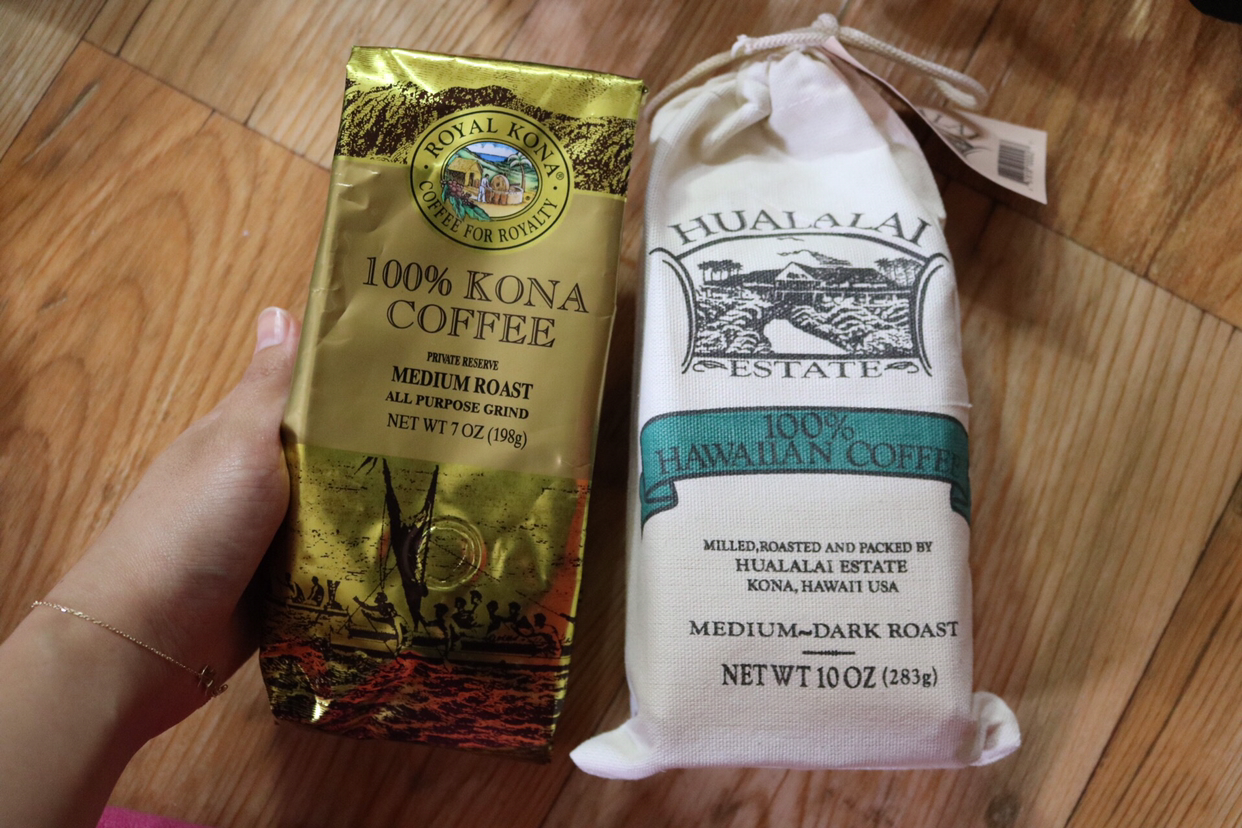 ROYAL KONA®
COFFEE FOR ROYALTY
100% KONA
COFFEE
PRIVATE RESERVE
MEDIUM ROAST
ALL PURPOSE GRIND
NET WT 7 OZ (198g)
HUALALAI
ESTATE
100%
HAWAIIAN COFFEE
MILLED,ROASTED AND PACKED BY
HUALALAI ESTATE
KONA, HAWAI'I USA
MEDIUM~DARK ROAST
NET WT 10 OZ (283g)